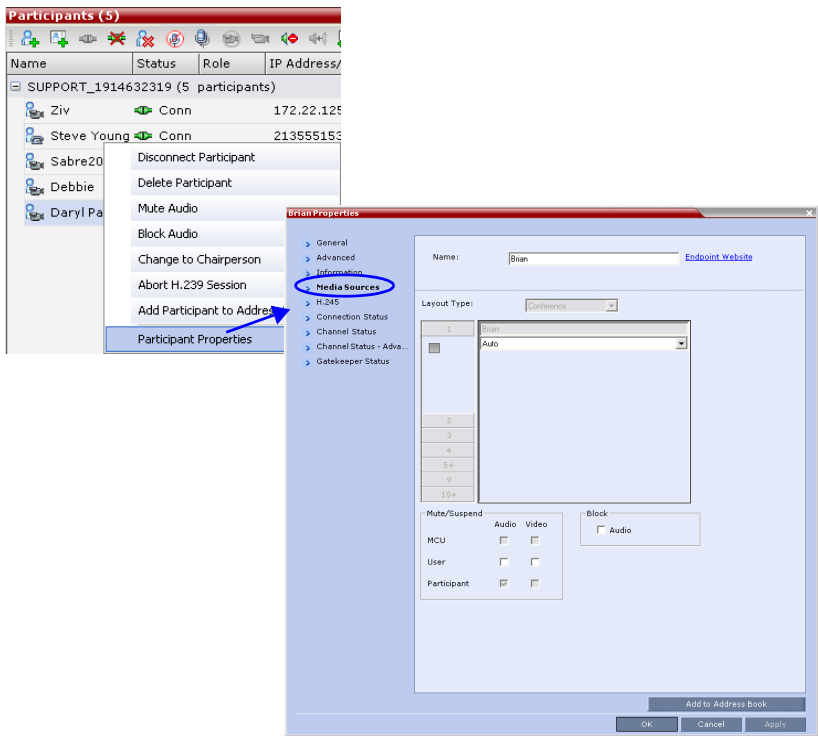 Participants (5)
Name Status Role IP Address/
SUPPORT_1914632319 (5 participants)
Ziv Conn 172.22.125
Steve Young Conn 213555153
Sabre20
Debbie
Daryl Pa
Disconnect Participant
Delete Participant
Mute Audio
Block Audio
Change to Chairperson
Abort H.239 Session
Add Participant to Addre
Participant Properties
Brian Properties
General
Advanced
Information
Media Sources
H.245
Connection Status
Channel Status
Channel Status - Adva...
Gatekeeper Status
Name: Brian Endpoint Website
Layout Type: Conference
1 Brian
Auto
2
3
4
5+
9
10+
Mute/Suspend
Audio Video
MCU
User
Participant
Block
Audio
Add to Address Book
OK Cancel Apply